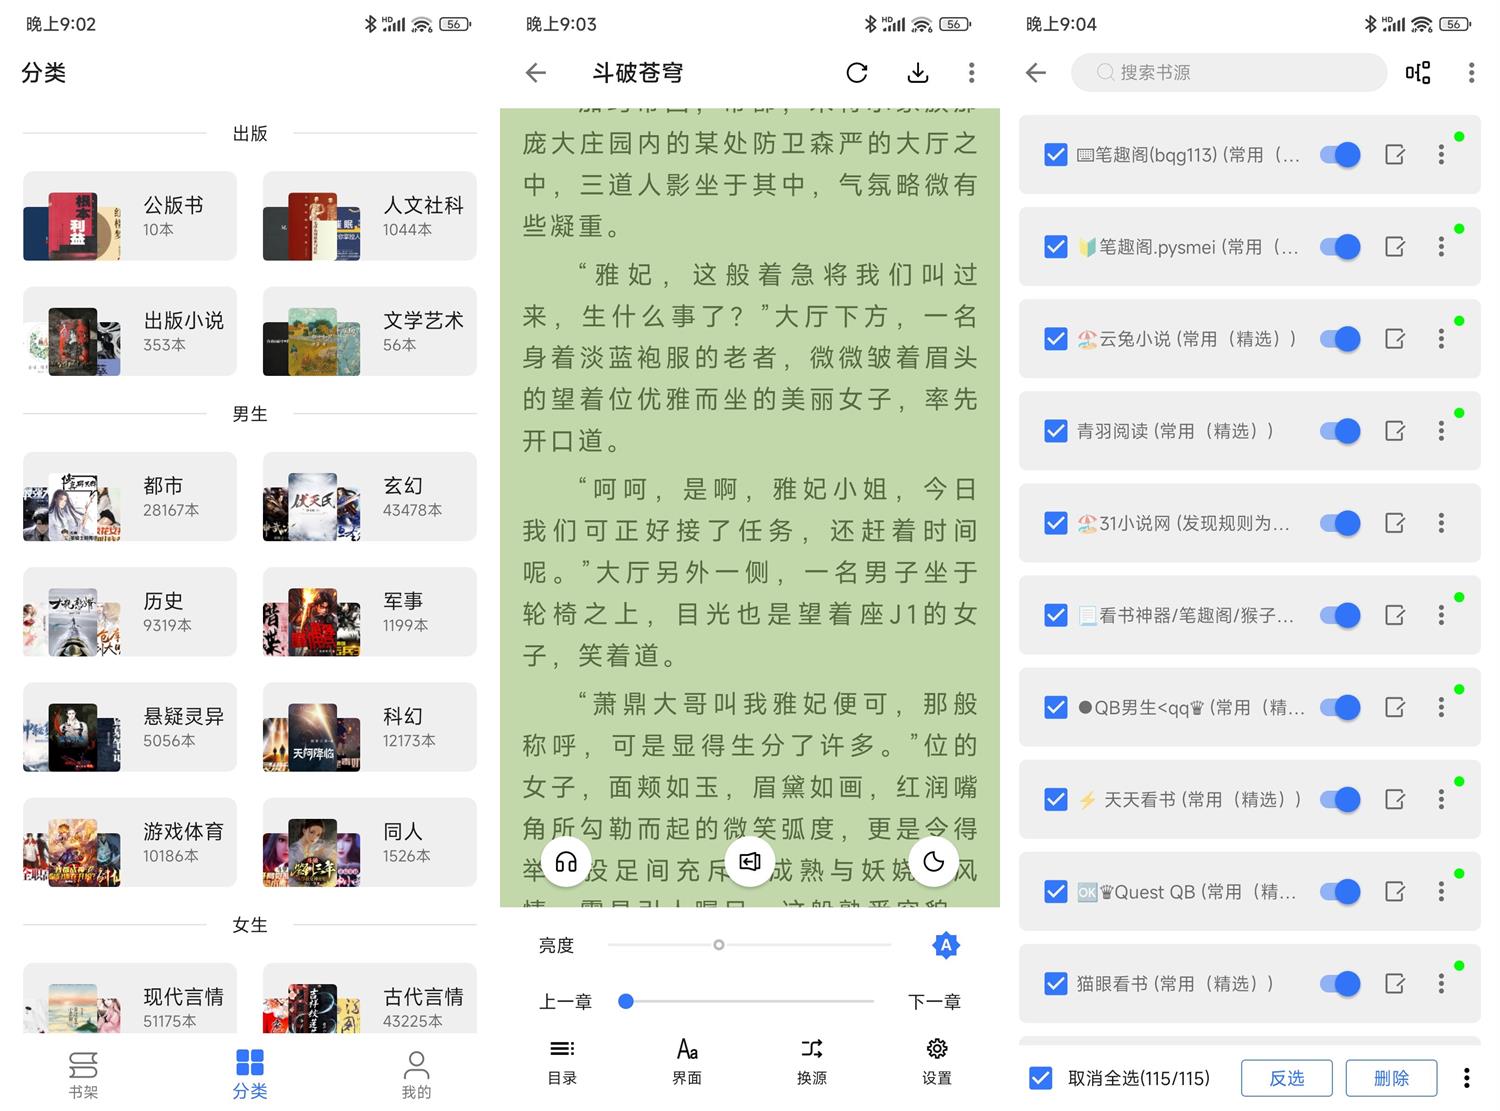 晚上9:02
HD
56
分类
出版
公版书
10本
人文社科
1044本
出版小说
353本
文学艺术
56本
男生
都市
28167本
玄幻
43478本
历史
9319本
军事
1199本
悬疑灵异
5056本
科幻
12173本
游戏体育
10186本
同人
1526本
女生
现代言情
51175本
古代言情
43225本
书架
分类
我的
晚上9:03
HD
56
斗破苍穹
庞大庄园内的某处防卫森严的大厅之
中，三道人影坐于其中，气氛略微有
些凝重。
“雅妃，这般着急将我们叫过
来，生什么事了？”大厅下方，一名
身着淡蓝袍服的老者，微微皱着眉头
的望着位优雅而坐的美丽女子，率先
开口道。
“呵呵，是啊，雅妃小姐，今日
我们可正好接了任务，还赶着时间
呢。”大厅另外一侧，一名男子坐于
轮椅之上，目光也是望着座J1的女
子，笑着道。
“萧鼎大哥叫我雅妃便可，那般
称呼，可是显得生分了许多。”位的
女子，面颊如玉，眉黛如画，红润嘴
角所勾勒而起的微笑弧度，更是令得
举 投足间充斥 成熟与妖娆 风
亮度
A
上一章
下一章
目录
Aa
界面
换源
设置
晚上9:04
HD
56
搜索书源
笔趣阁(bqg113) (常用（...
🔰笔趣阁.pysmei (常用（...
🏖云兔小说 (常用（精选）)
青羽阅读 (常用（精选）)
🏖31小说网 (发现规则为...
📃看书神器/笔趣阁/猴子...
●QB男生<qq♛ (常用（精...
⚡ 天天看书 (常用（精选）)
🆗♛Quest QB (常用（精...
猫眼看书 (常用（精选）)
取消全选(115/115)
反选
删除